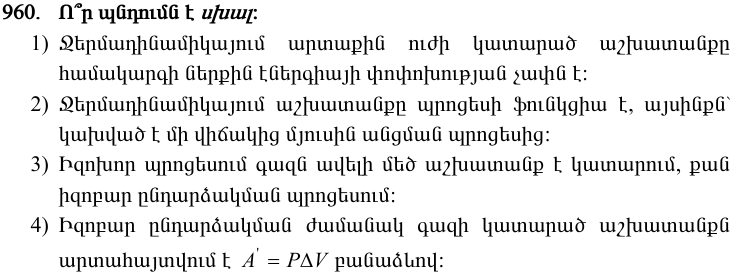 960. Ո՞ր պնդումն է սխալ:
1) Ջերմադինամիկայում արտաքին ուժի կատարած աշխատանքը
համակարգի ներքին էներգիայի փոփոխության չափն է:
2) Ջերմադինամիկայում աշխատանքը պրոցեսի ֆունկցիա է, այսինքն՝
կախված է մի վիճակից մյուսին անցման պրոցեսից:
3) Իզոխոր պրոցեսում գազն ավելի մեծ աշխատանք է կատարում, քան
իզոբար ընդարձակման պրոցեսում:
4) Իզոբար ընդարձակման ժամանակ գազի կատարած աշխատանքն
արտահայտվում է A' = PΔV բանաձևով: